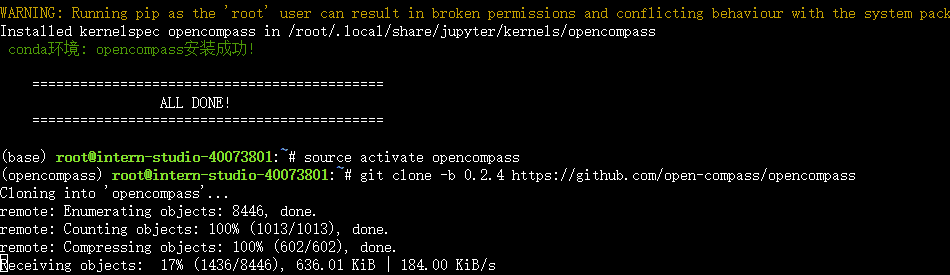 WARNING: Running pip as the 'root' user can result in broken permissions and conflicting behaviour with the system pack
Installed kernelspec opencompass in /root/.local/share/jupyter/kernels/opencompass
conda环境: opencompass安装成功!
============================================
ALL DONE!
============================================
(base) root@intern-studio-40073801:~# source activate opencompass
(opencompass) root@intern-studio-40073801:~# git clone -b 0.2.4 https://github.com/open-compass/opencompass
Cloning into 'opencompass'...
remote: Enumerating objects: 8446, done.
remote: Counting objects: 100% (1013/1013), done.
remote: Compressing objects: 100% (602/602), done.
Receiving objects:  17% (1436/8446), 636.01 KiB | 184.00 KiB/s